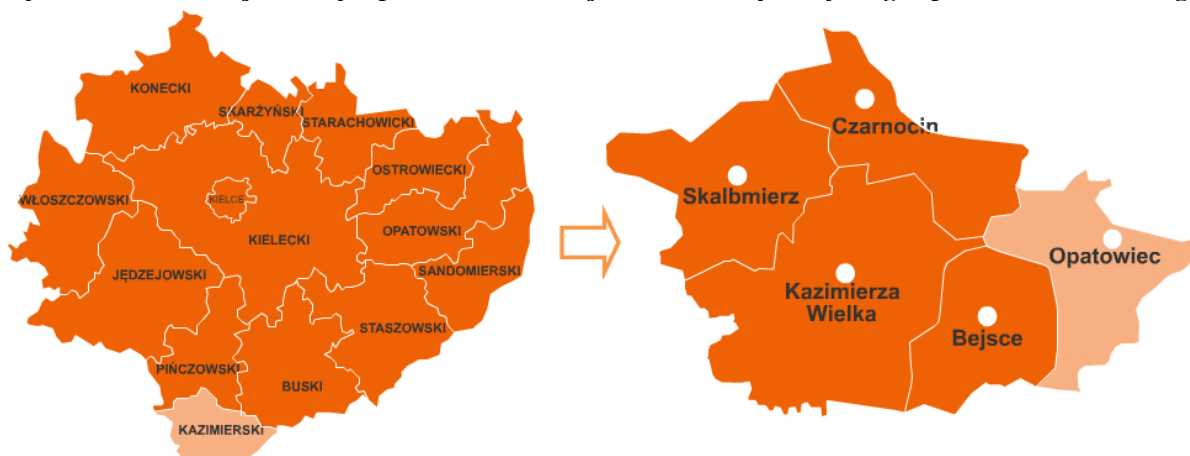 KONECKI
SKARŻYŃSKI
STARACHOWICKI
OSTROWIECKI
WŁOSZCZOWSKI
KIELCE
OPATOWSKI
KIELECKI
SANDOMIERSKI
JĘDZEJOWSKI
STASZOWSKI
PIŃCZOWSKI
BUSKI
KAZIMIERSKI
Czarnocin
Skalbmierz
Opatowiec
Kazimierza
Wielka
Bejsce